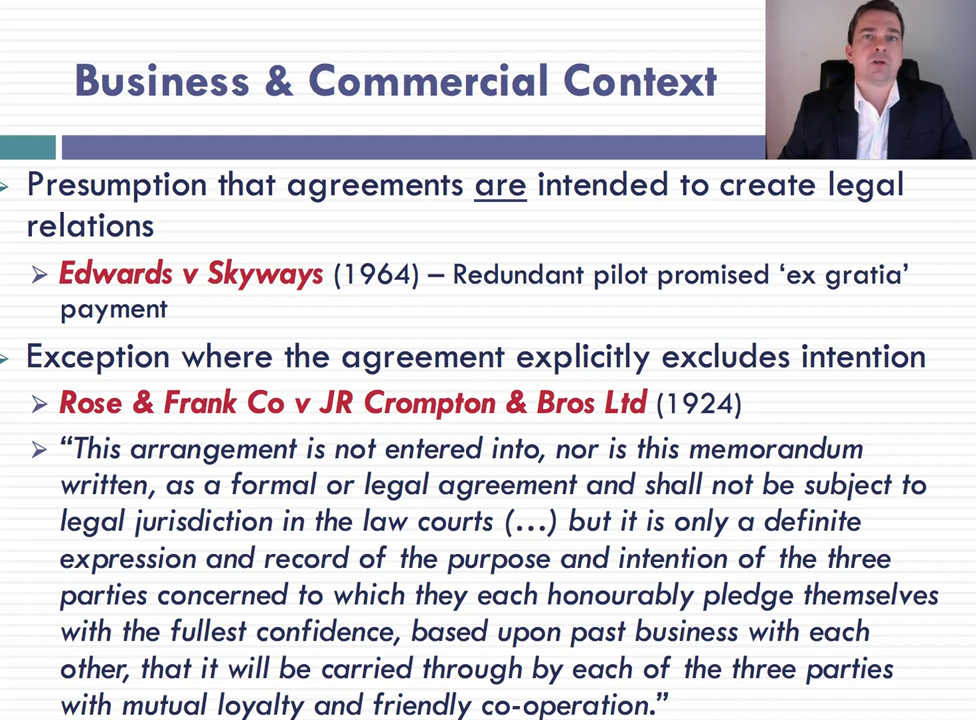 Business & Commercial Context
Presumption that agreements are intended to create legal
relations
Edwards v Skyways (1964) – Redundant pilot promised ‘ex gratia’
payment
Exception where the agreement explicitly excludes intention
Rose & Frank Co v JR Crompton & Bros Ltd (1924)
“This arrangement is not entered into, nor is this memorandum
written, as a formal or legal agreement and shall not be subject to
legal jurisdiction in the law courts (…) but it is only a definite
expression and record of the purpose and intention of the three
parties concerned to which they each honourably pledge themselves
with the fullest confidence, based upon past business with each
other, that it will be carried through by each of the three parties
with mutual loyalty and friendly co-operation.”